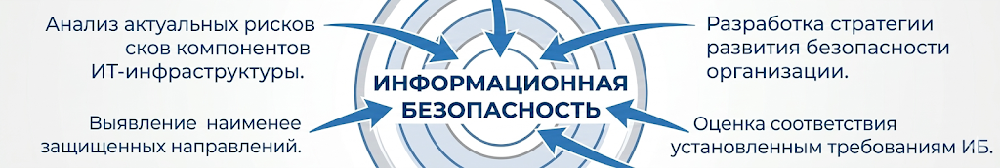 Анализ актуальных рисков
сков компонентов
ИТ-инфраструктуры.
Выявление наименее
защищенных направлений.
ИНФОРМАЦИОННАЯ
БЕЗОПАСНОСТЬ
Разработка стратегии
развития безопасности
организации.
Оценка соответствия
установленным требованиям ИБ.